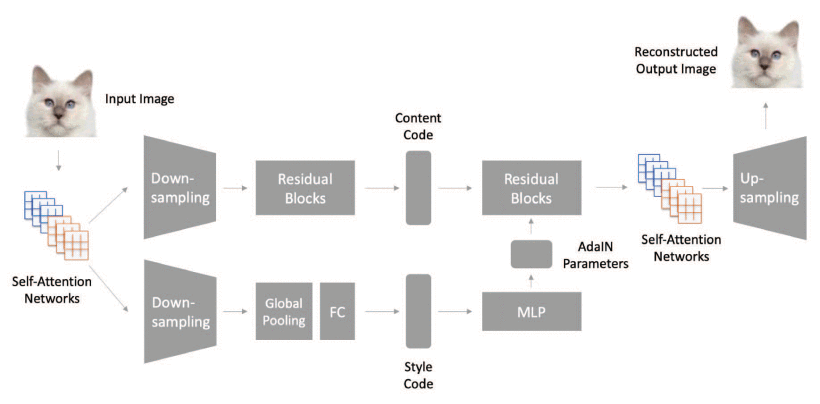 Reconstructed
Output Image
Input Image
Content
Code
Down-
sampling
Residual
Blocks
Residual
Blocks
Up-
sampling
Self-Attention
Networks
AdaIN
Parameters
Self-Attention
Networks
Down-
sampling
Global
Pooling
FC
MLP
Style
Code